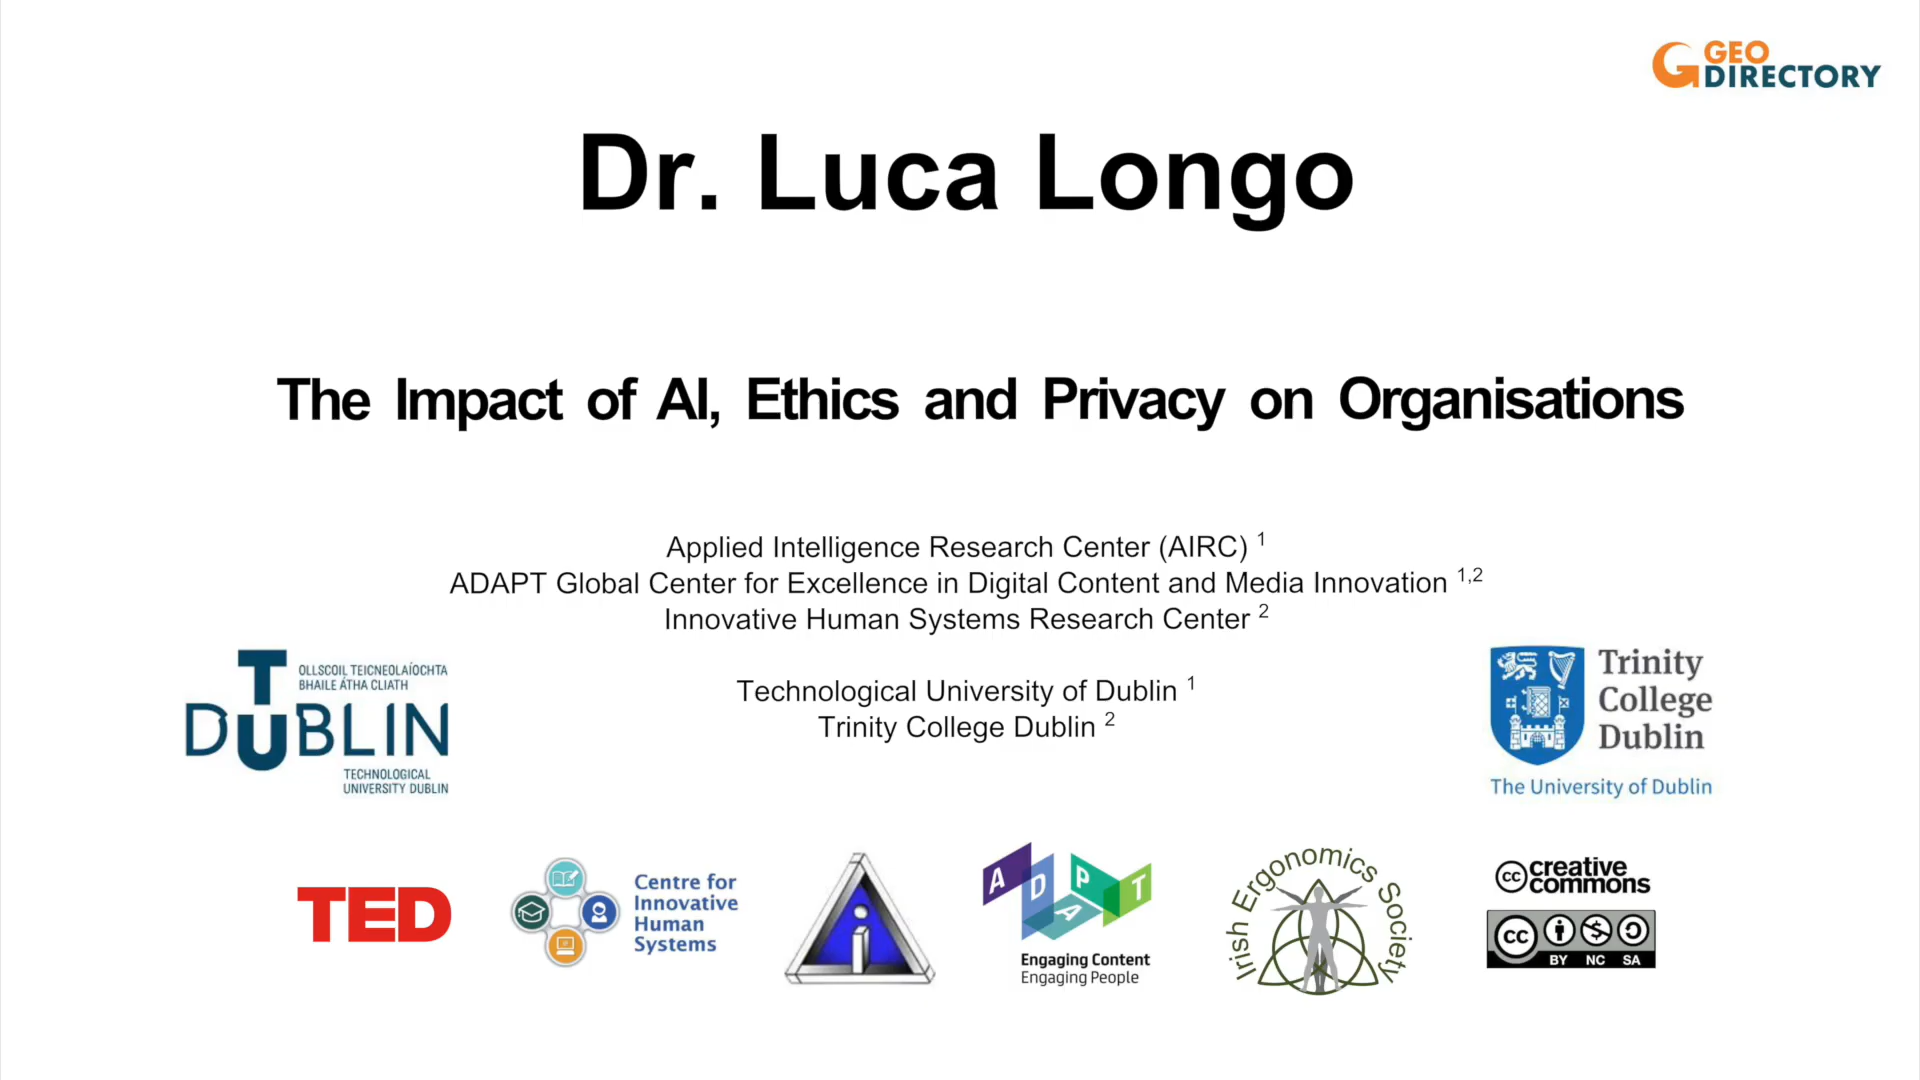 GEO
DIRECTORY
Dr. Luca Longo
The Impact of AI, Ethics and Privacy on Organisations
Applied Intelligence Research Center (AIRC) 1
ADAPT Global Center for Excellence in Digital Content and Media Innovation 1,2
Innovative Human Systems Research Center 2
Technological University of Dublin 1
Trinity College Dublin 2
OLLSCOIL TEICNEOLAÍOCHTA
BHAILE ÁTHA CLIATH
TU DUBLIN
TECHNOLOGICAL
UNIVERSITY DUBLIN
Trinity
College
Dublin
The University of Dublin
TED
Centre for
Innovative
Human
Systems
i
ADAPT
Engaging Content
Engaging People
Irish Ergonomics Society
cc creative
commons
cc
BY NC SA